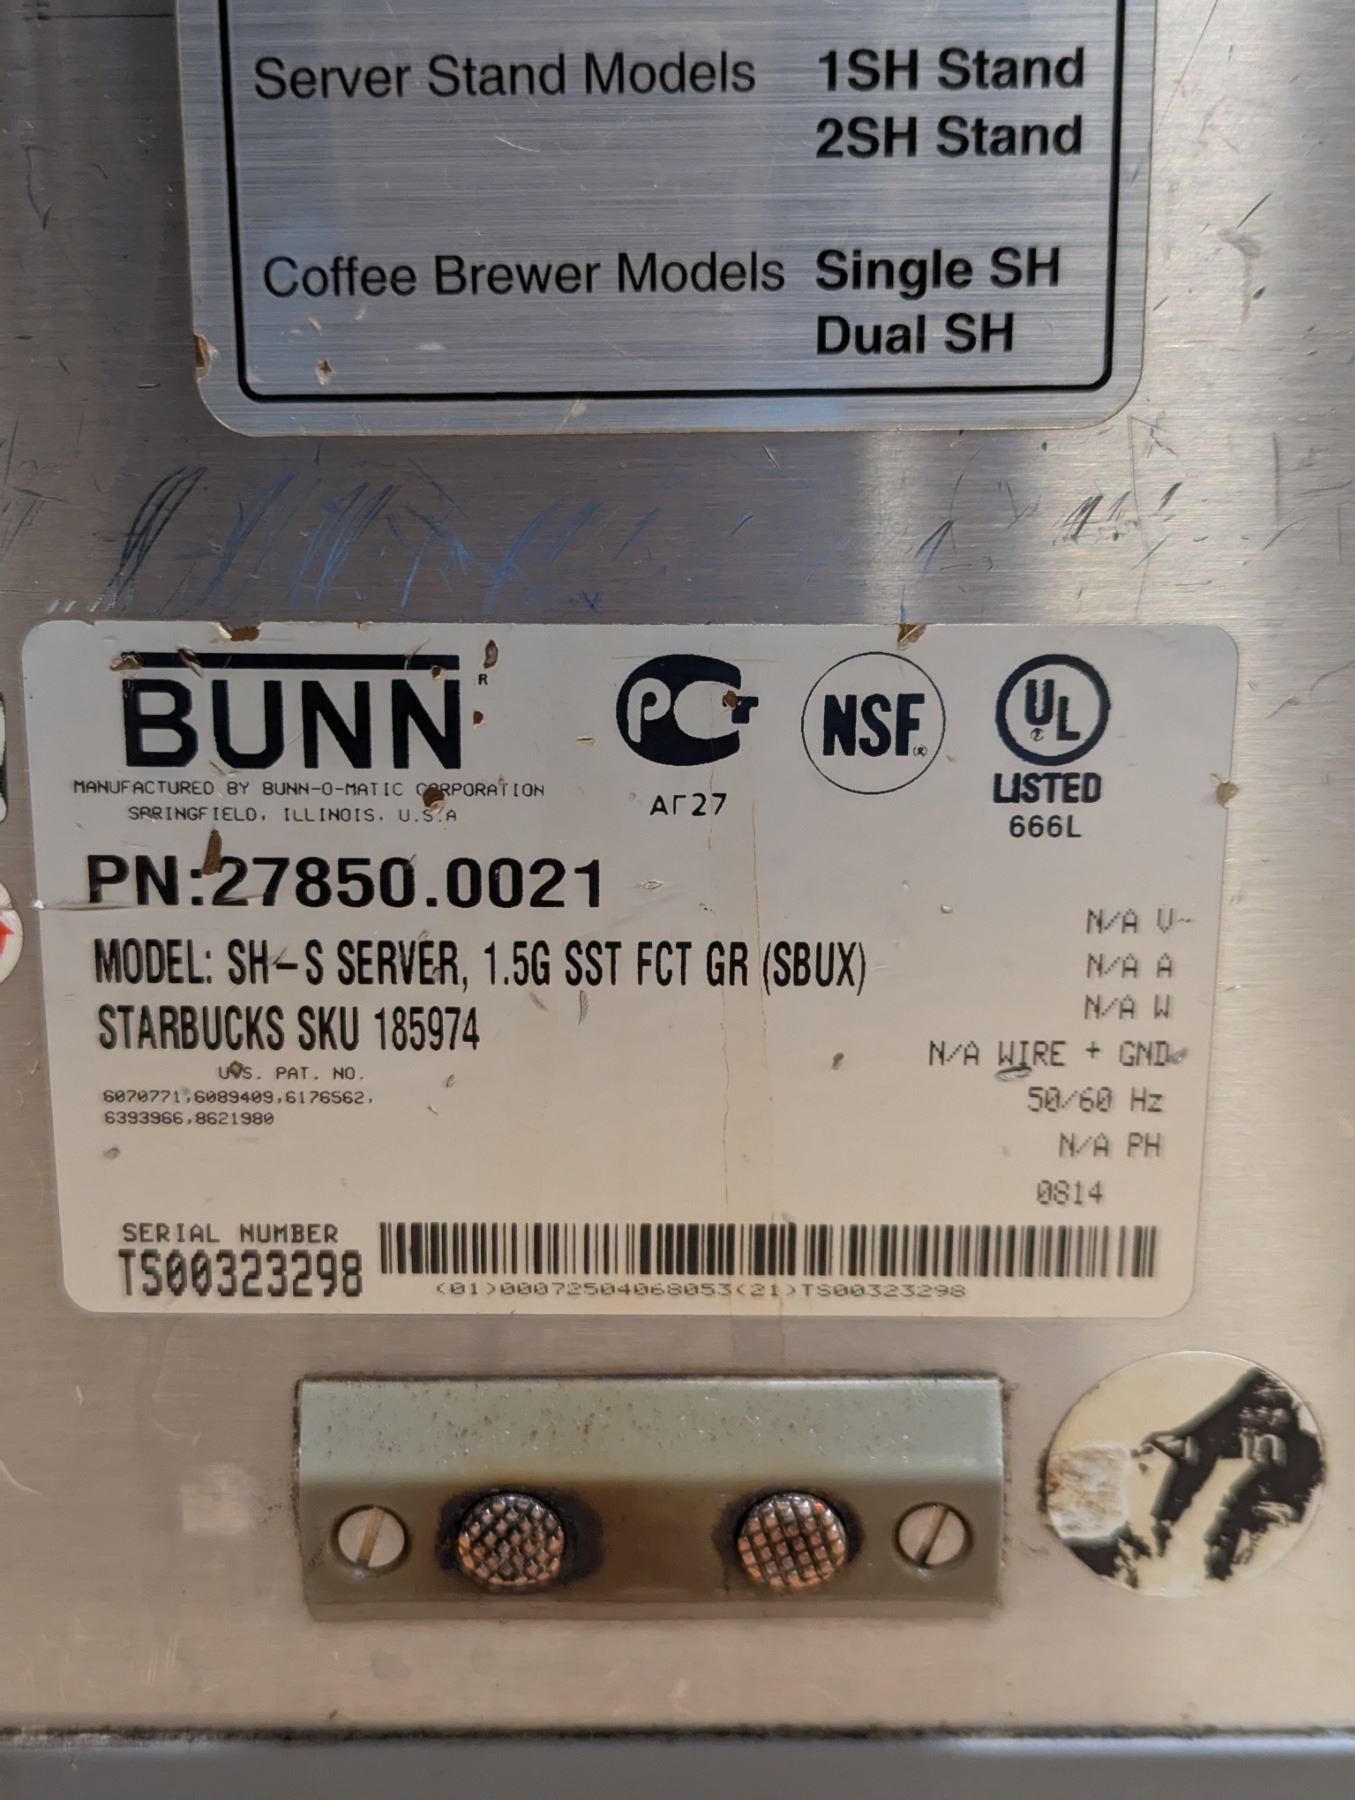 Server Stand Models 1SH Stand
2SH Stand
Coffee Brewer Models Single SH
Dual SH
BUNN®
MANUFACTURED BY BUNN-O-MATIC CORPORATION
SPRINGFIELD, ILLINOIS, U.S.A
РСТ
АГ27
NSF®
UL®
LISTED
666L
PN:27850.0021
MODEL: SH-S SERVER, 1.5G SST FCT GR (SBUX)
STARBUCKS SKU 185974
U.S. PAT. NO.
6070771,6089409,6176562,
6393966,8621980
N/A V~
N/A A
N/A W
N/A WIRE + GND
50/60 Hz
N/A PH
0814
SERIAL NUMBER
TS00323298
(01)00072504068053(21)TS00323298
in